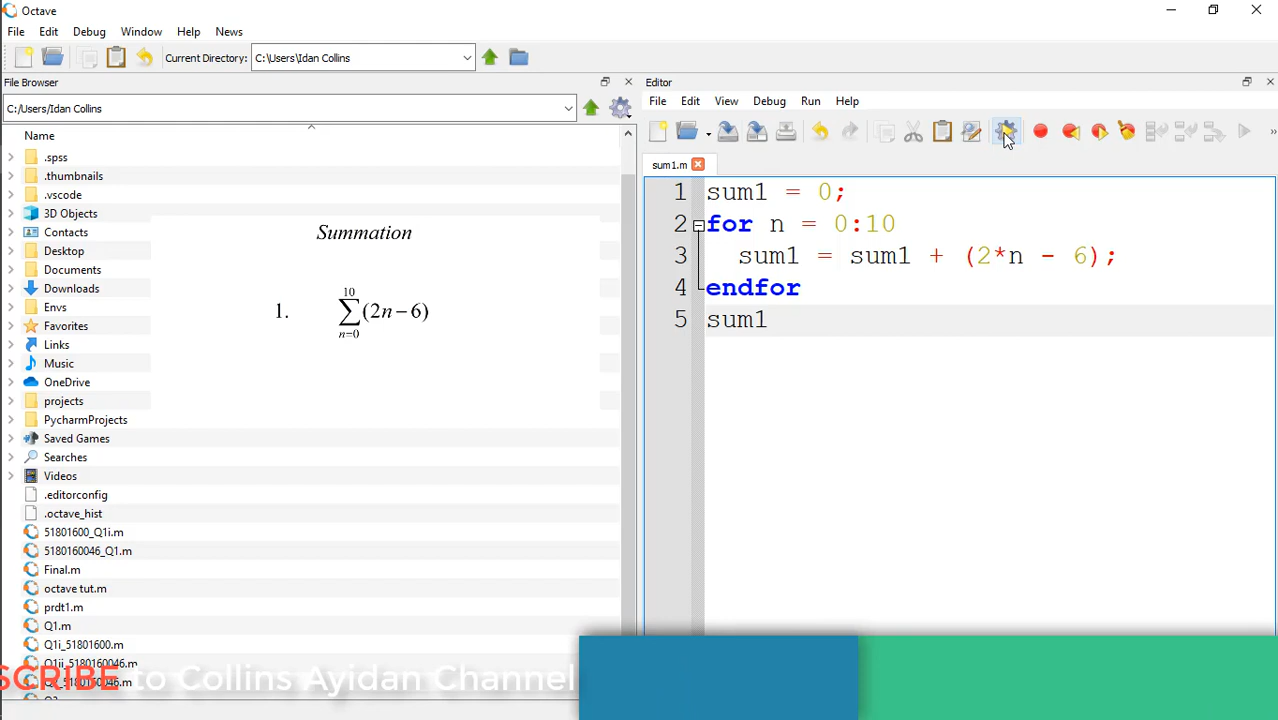 Octave
File Edit Debug Window Help News
Current Directory: C:\Users\Idan Collins
File Browser
C:/Users/Idan Collins
Name
.spss
.thumbnails
.vscode
3D Objects
Contacts
Desktop
Documents
Downloads
Envs
Favorites
Links
Music
OneDrive
projects
PycharmProjects
Saved Games
Searches
Videos
.editorconfig
.octave_hist
51801600_Q1i.m
5180160046_Q1.m
Final.m
octave tut.m
prdt1.m
Q1.m
Q1i_51801600.m
Q1ii_5180160046.m
Summation
1. 10 ∑ n=0 (2n−6)
Editor
File Edit View Debug Run Help
»
sum1.m
1 sum1 = 0;
2 for n = 0:10
3 sum1 = sum1 + (2*n - 6);
4 endfor
5 sum1
SCRIBE to Collins Ayidan Channel